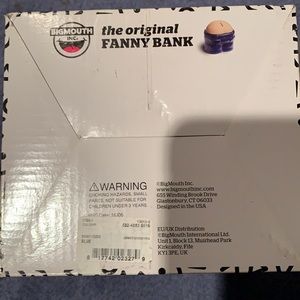 BIGMOUTH
INC.
the original
FANNY BANK
WARNING
CHOKING HAZARDS, SMALL
PARTS. NOT SUITABLE FOR
CHILDREN UNDER 3 YEARS
BLUE
©BigMouth Inc.
www.bigmouthinc.com
655 Winding Brook Drive
Glastonbury, CT 06033
Designed in the USA
EU/UK Distribution
©BigMouth International Ltd.
Unit 1, Block 13, Muirhead Park
Kirkcaldy, Fife
KY1 3PE, UK